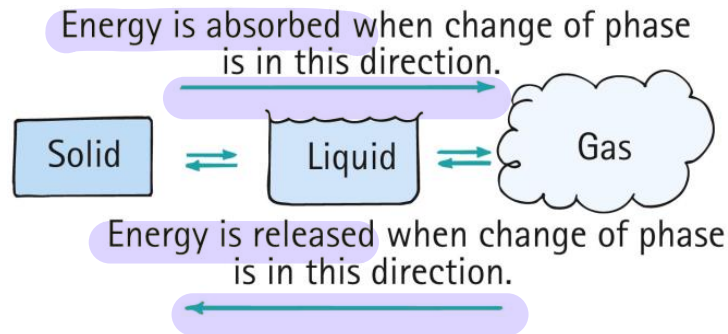 Energy is absorbed when change of phase
is in this direction.
Solid
Liquid
Gas
Energy is released when change of phase
is in this direction.